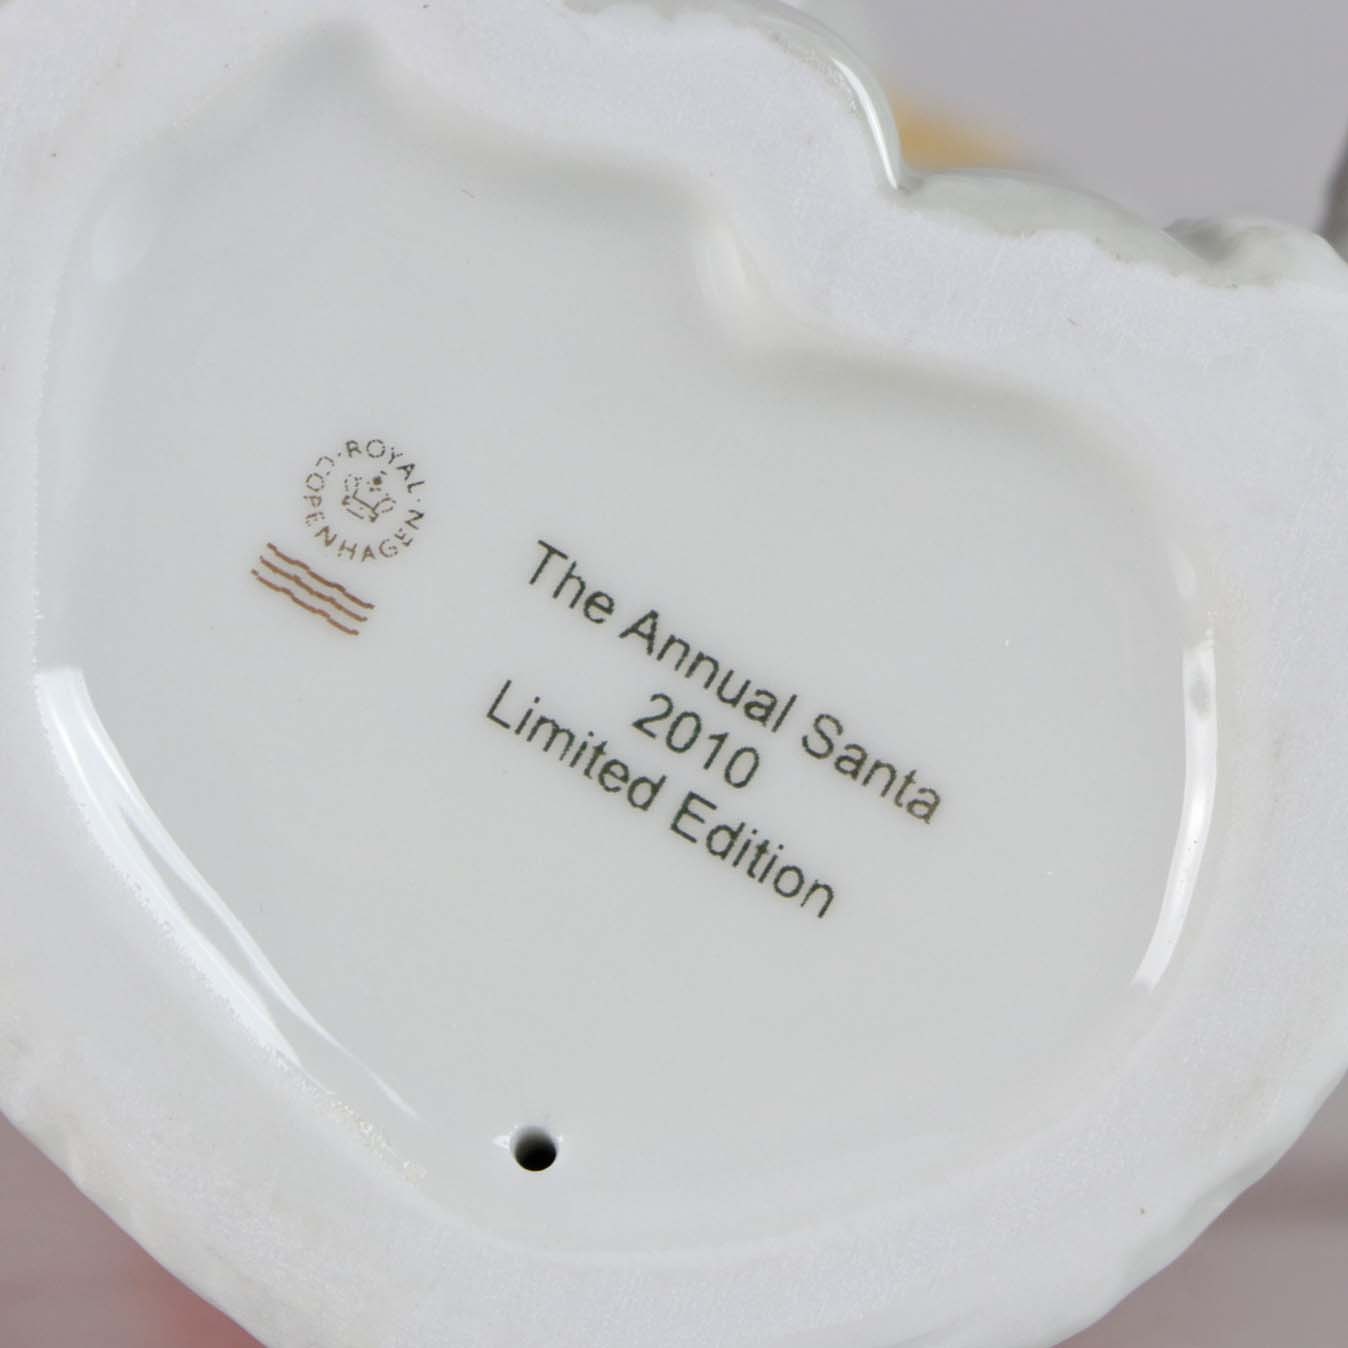 ROYAL · COPENHAGEN ·
The Annual Santa
2010
Limited Edition